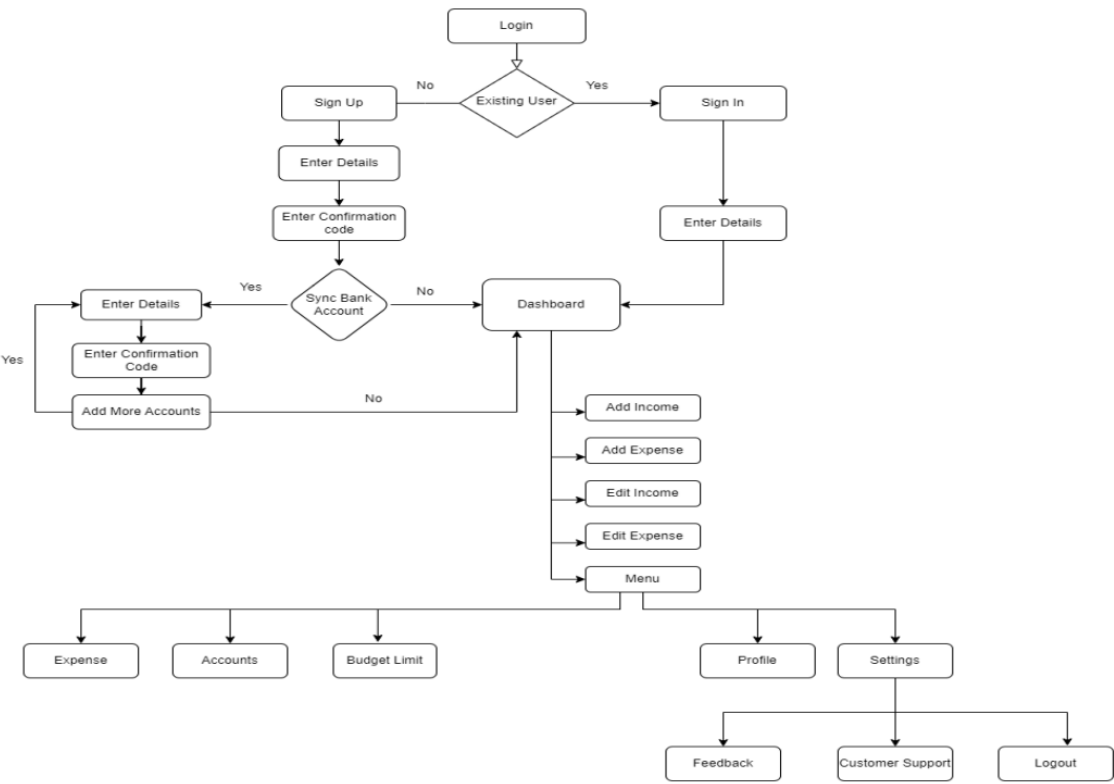 Login
No
Yes
Existing User
Sign Up
Sign In
Enter Details
Enter Confirmation
code
Enter Details
Yes
Sync Bank
Account
No
Enter Details
Dashboard
Yes
Enter Confirmation
Code
Add More Accounts
No
Add Income
Add Expense
Edit Income
Edit Expense
Menu
Expense
Accounts
Budget Limit
Profile
Settings
Feedback
Customer Support
Logout